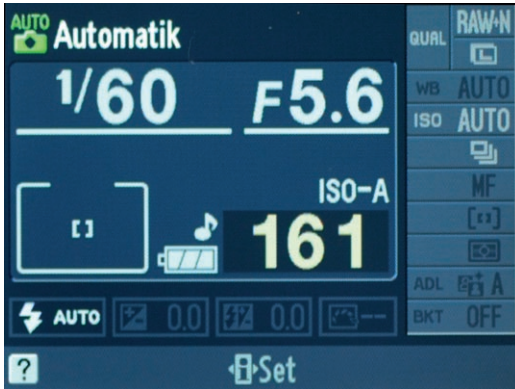 AUTO Automatik
1/60 F5.6
ISO-A
161
AUTO 0.0 0.0 --
? i Set
QUAL RAW+N
L
WB AUTO
ISO AUTO
MF
ADL A
BKT OFF